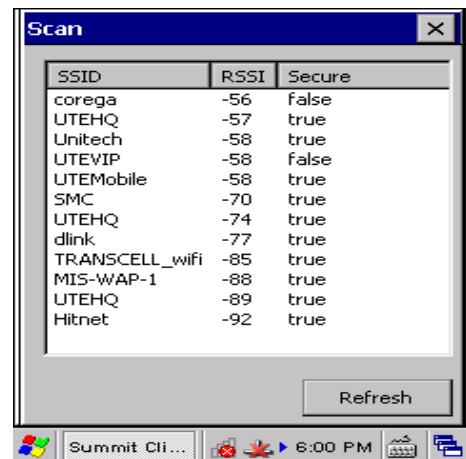 Scan
SSID RSSI Secure
corega -56 false
UTEHQ -57 true
Unitech -58 true
UTEVIP -58 false
UTEMobile -58 true
SMC -70 true
UTEHQ -74 true
dlink -77 true
TRANSCELL_wifi -85 true
MIS-WAP-1 -88 true
UTEHQ -89 true
Hitnet -92 true
Refresh
Summit Cli... 6:00 PM